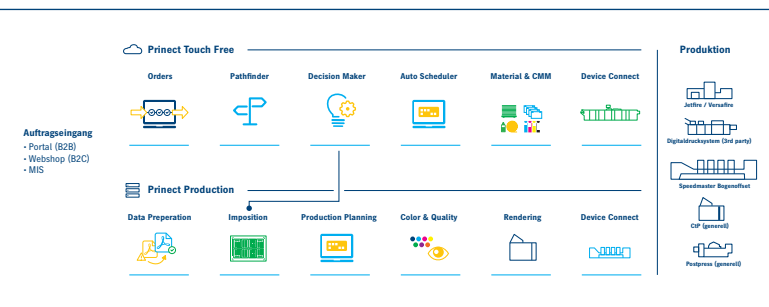 Auftragseingang
• Portal (B2B)
• Webshop (B2C)
• MIS
Prinect Touch Free
Orders
Pathfinder
Decision Maker
Auto Scheduler
Material & CMM
Device Connect
Prinect Production
Data Preperation
Imposition
Production Planning
Color & Quality
Rendering
Device Connect
Produktion
Jetfire / Versafire
Digitaldrucksystem (3rd party)
Speedmaster Bogenoffset
CtP (generell)
Postpress (generell)